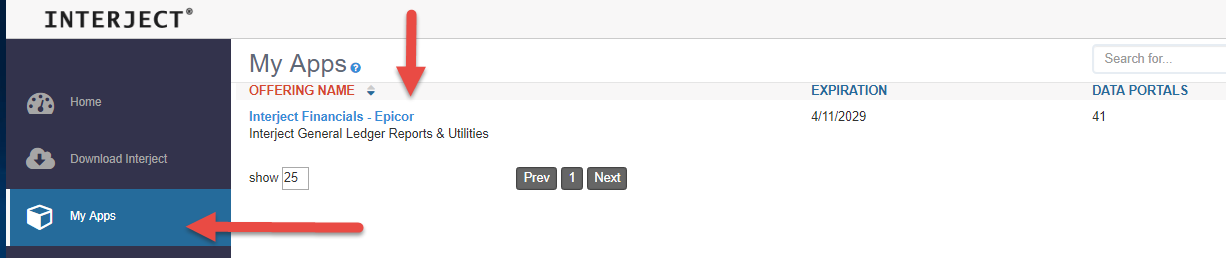 INTERJECT®
Home
Download Interject
My Apps
My Apps ?
Search for...
OFFERING NAME EXPIRATION DATA PORTALS
Interject Financials - Epicor 4/11/2029 41
Interject General Ledger Reports & Utilities
show 25 Prev 1 Next